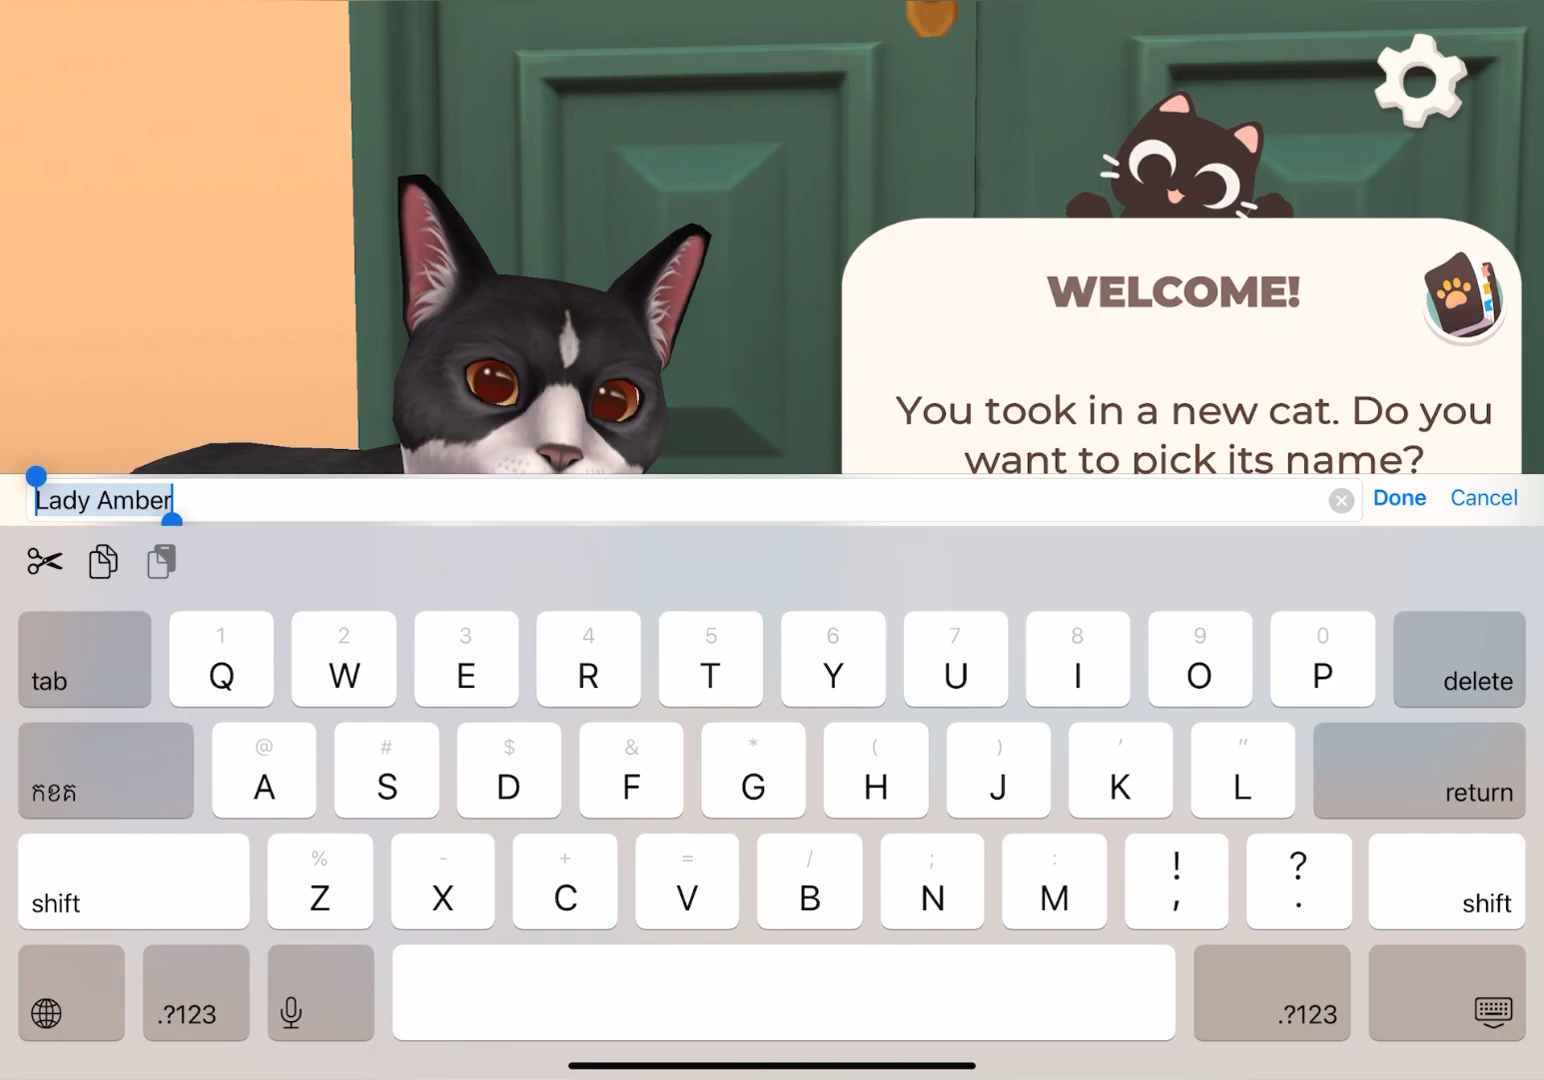 WELCOME!
You took in a new cat. Do you
want to pick its name?
Lady Amber
Done
Cancel
tab
1 2 3 4 5 6 7 8 9 0
Q W E R T Y U I O P
delete
កខគ
@ # $ & * ( ) ' "
A S D F G H J K L
return
shift
% - + = / ; : ! ?
Z X C V B N M , .
shift
.?123
.?123